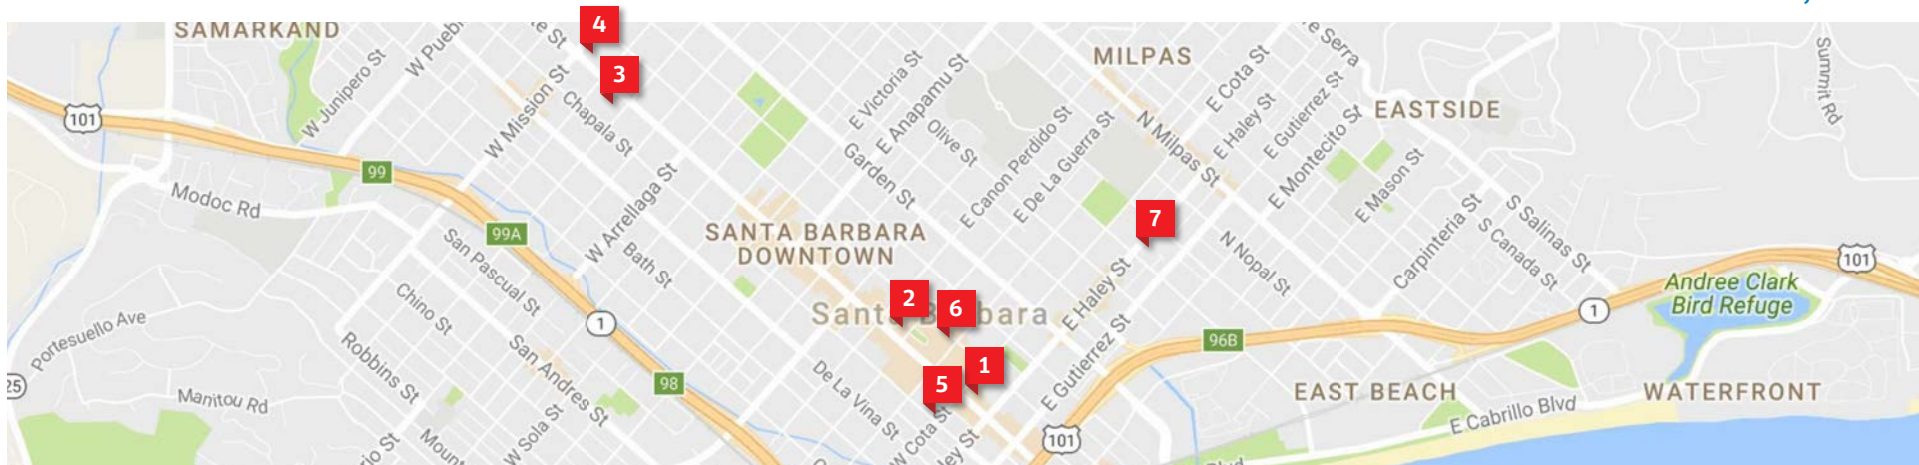 SAMARKAND
4
3
MILPAS
EASTSIDE
Summit Rd
101
W Junipero St
W Mission St
Chapala St
E Victoria St
E Anapamu St
Olive St
E Canon Perdido St
E De La Guerra St
N Milpas St
E Cota St
E Haley St
E Gutierrez St
E Montecito St
E Mason St
99
Modoc Rd
Garden St
W Arrellaga St
99A
San Pascual St
Bath St
SANTA BARBARA
DOWNTOWN
7
N Nopal St
Carpinteria St
S Canada St
S Salinas St
101
Andree Clark
Bird Refuge
1
Chino St
1
2
6
E Haley St
E Gutierrez St
96B
Portesuello Ave
Robbins St
San Andres St
98
De La Vina St
5
1
EAST BEACH
WATERFRONT
Manitou Rd
W Sola St
W Cota St
101
E Cabrillo Blvd